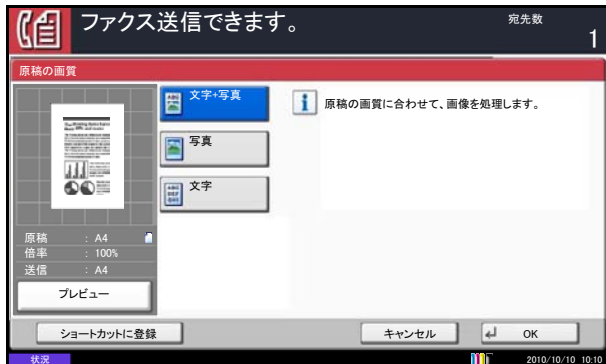 ファクス送信できます。
宛先数
1
原稿の画質
文字+写真
写真
文字
原稿の画質に合わせて、画像を処理します。
原稿 : A4
倍率 : 100%
送信 : A4
プレビュー
ショートカットに登録
キャンセル
OK
状況
2010/10/10 10:10